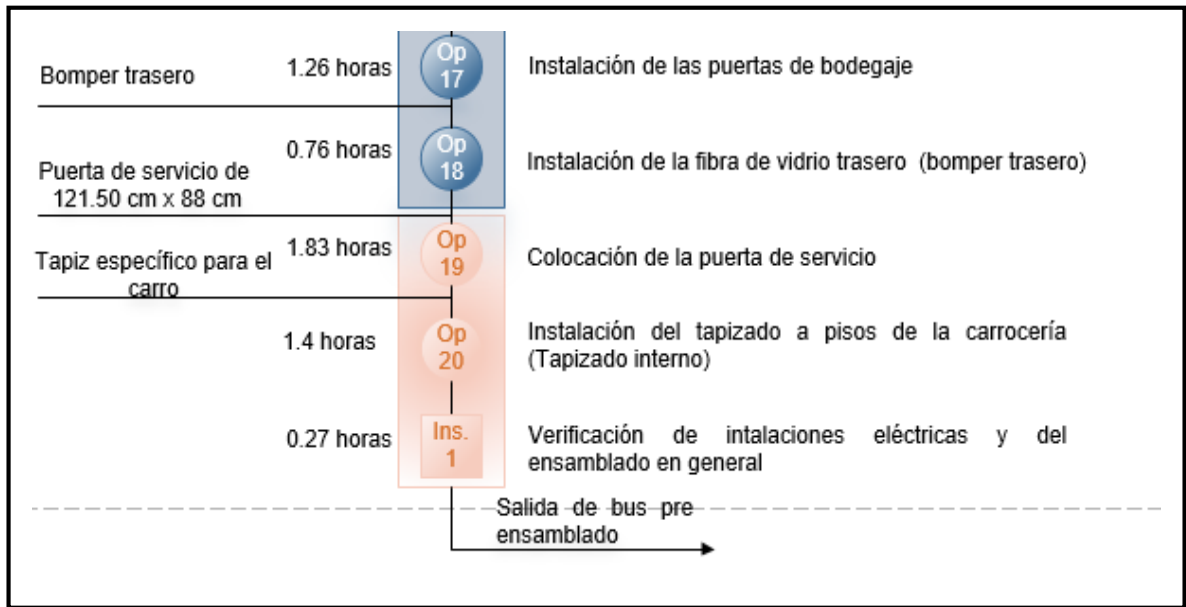 Bomper trasero
1.26 horas
Op
17
Instalación de las puertas de bodegaje
0.76 horas
Op
18
Instalación de la fibra de vidrio trasero (bomper trasero)
Puerta de servicio de
121.50 cm x 88 cm
1.83 horas
Op
19
Colocación de la puerta de servicio
Tapiz específico para el
carro
1.4 horas
Op
20
Instalación del tapizado a pisos de la carrocería
(Tapizado interno)
0.27 horas
Ins.
1
Verificación de intalaciones eléctricas y del
ensamblado en general
Salida de bus pre
ensamblado